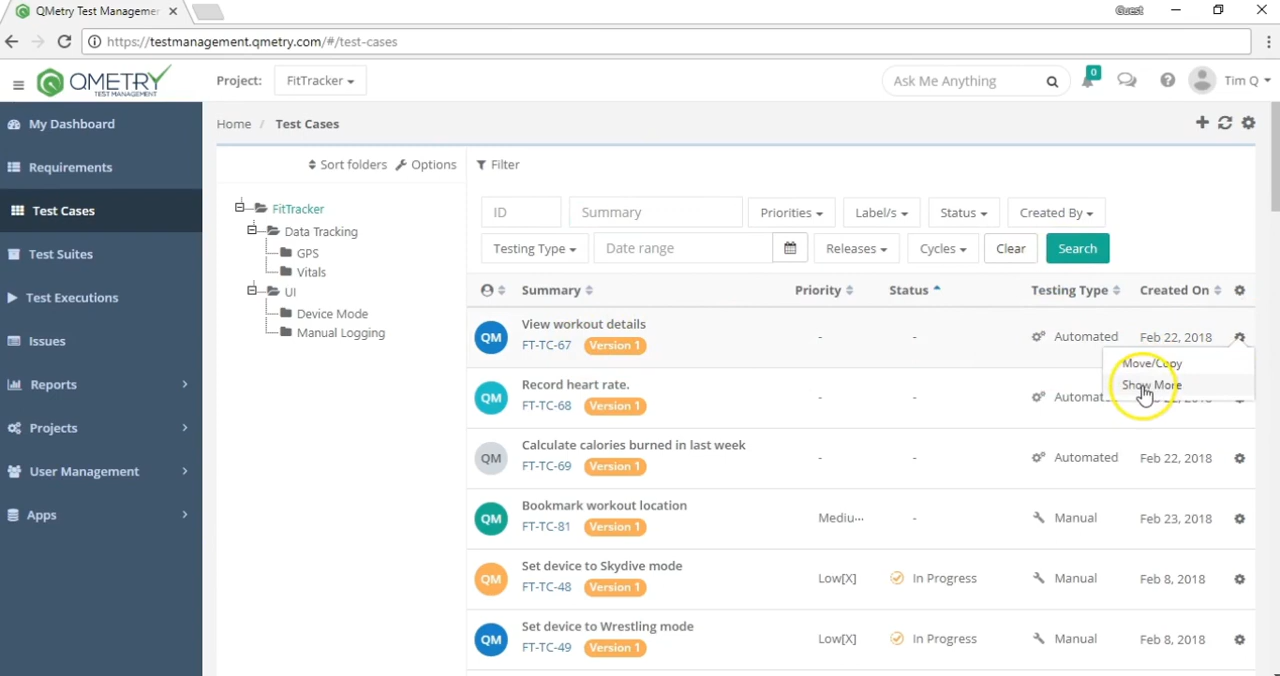 QMetry Test Managemer
Guest
https://testmanagement.qmetry.com/#/test-cases
QMETRY
TEST MANAGEMENT
Project: FitTracker
Ask Me Anything
0
Tim Q
My Dashboard
Requirements
Test Cases
Test Suites
Test Executions
Issues
Reports
Projects
User Management
Apps
Home / Test Cases
Sort folders Options
FitTracker
Data Tracking
GPS
Vitals
UI
Device Mode
Manual Logging
Filter
ID Summary Priorities Label/s Status Created By
Testing Type Date range Releases Cycles Clear Search
Summary Priority Status Testing Type Created On
QM View workout details - - Automated Feb 22, 2018
FT-TC-67 Version 1
Move/Copy
Show More
QM Record heart rate. - -
FT-TC-68 Version 1
QM Calculate calories burned in last week - - Automated Feb 22, 2018
FT-TC-69 Version 1
QM Bookmark workout location Mediu··· - Manual Feb 23, 2018
FT-TC-81 Version 1
QM Set device to Skydive mode Low[X] In Progress Manual Feb 8, 2018
FT-TC-48 Version 1
QM Set device to Wrestling mode Low[X] In Progress Manual Feb 8, 2018
FT-TC-49 Version 1